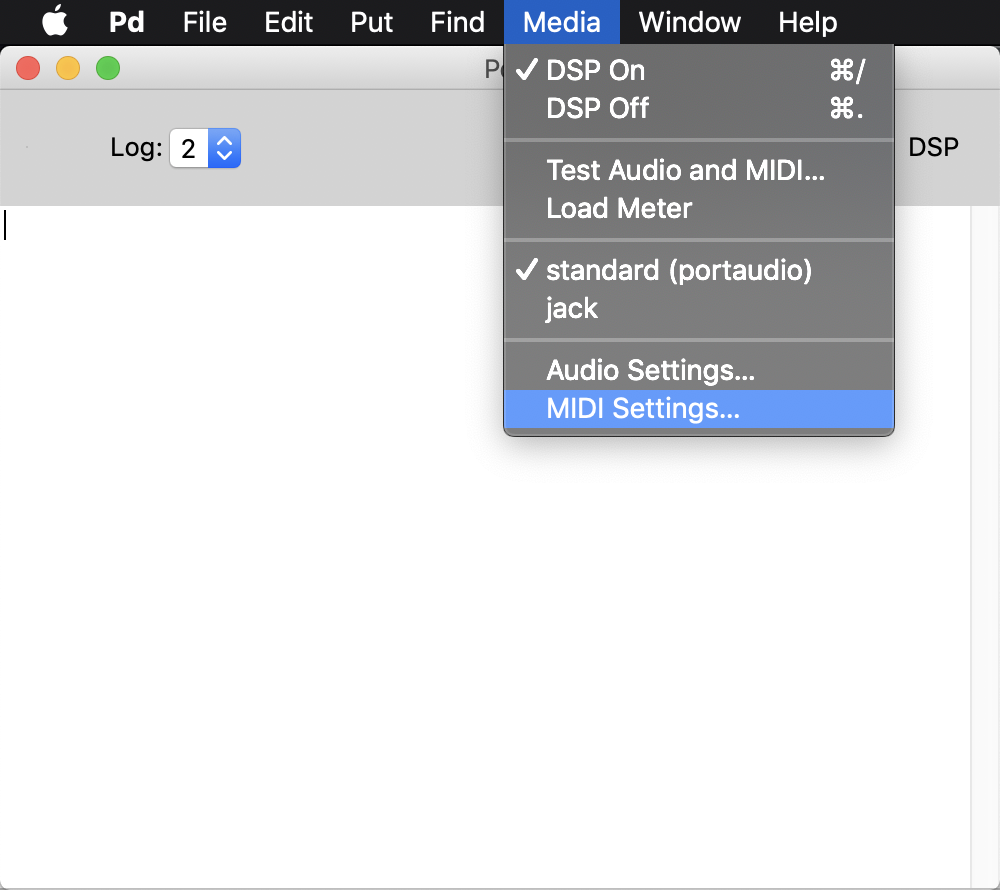 Pd File Edit Put Find Media Window Help
Log: 2
DSP
DSP On ⌘/
DSP Off ⌘.
Test Audio and MIDI...
Load Meter
standard (portaudio)
jack
Audio Settings...
MIDI Settings...